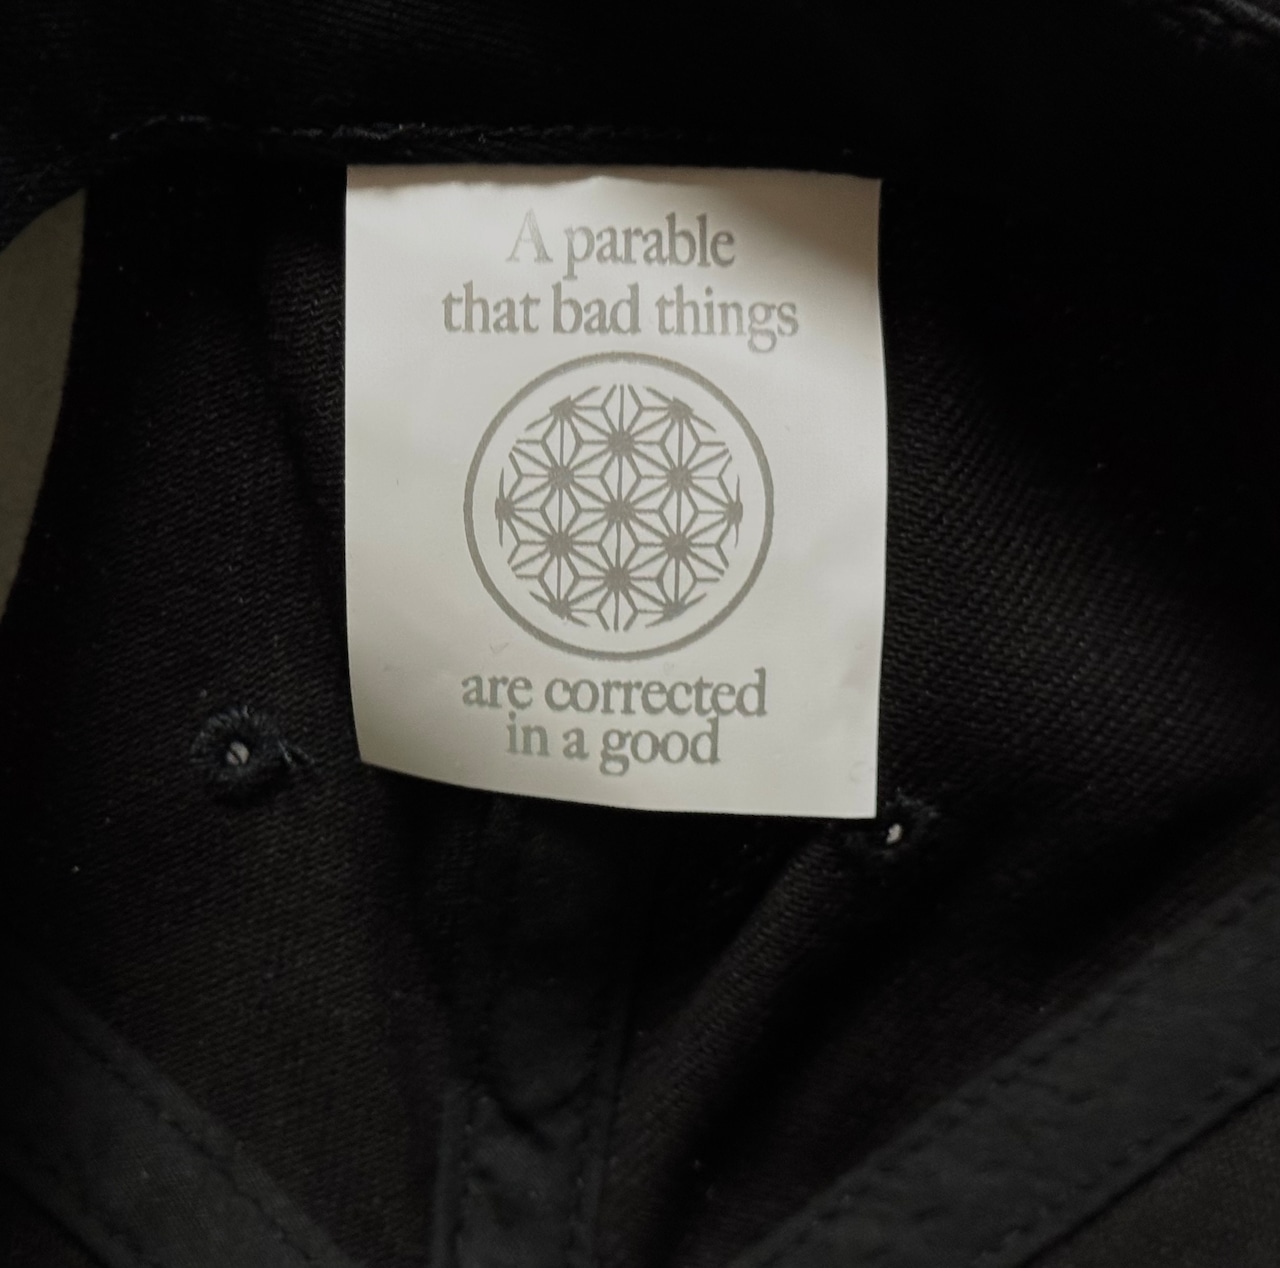 A parable
that bad things
are corrected
in a good